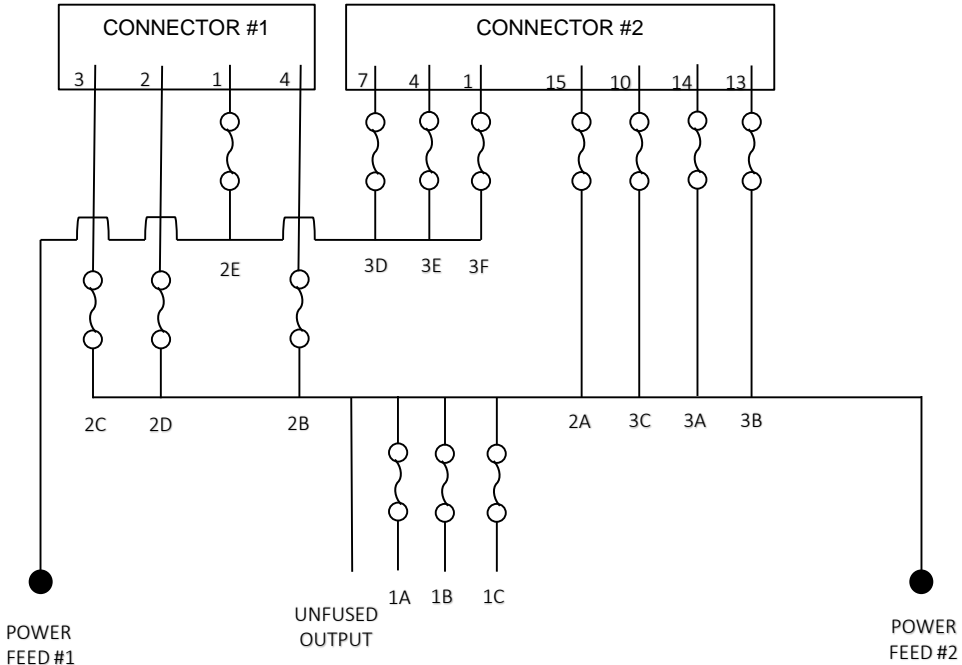 CONNECTOR #1
CONNECTOR #2
3 2 1 4 7 4 1 15 10 14 13
2E 3D 3E 3F
2C 2D 2B 2A 3C 3A 3B
1A 1B 1C
UNFUSED
OUTPUT
POWER
FEED #1
POWER
FEED #2